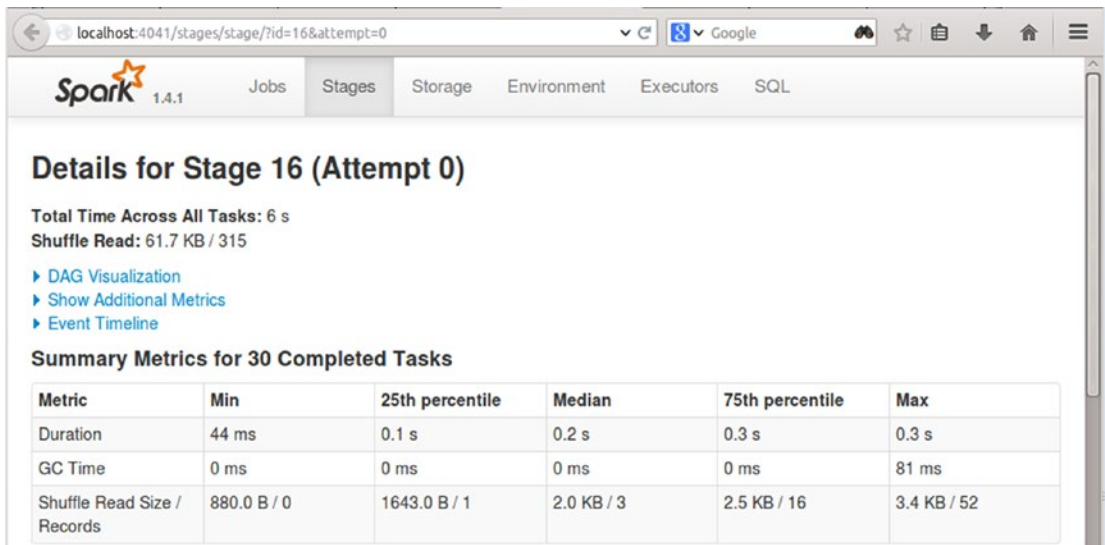 localhost:4041/stages/stage/?id=16&attempt=0 Google
Spark 1.4.1 Jobs Stages Storage Environment Executors SQL
Details for Stage 16 (Attempt 0)
Total Time Across All Tasks: 6 s
Shuffle Read: 61.7 KB / 315
DAG Visualization
Show Additional Metrics
Event Timeline
Summary Metrics for 30 Completed Tasks
Metric Min 25th percentile Median 75th percentile Max
Duration 44 ms 0.1 s 0.2 s 0.3 s 0.3 s
GC Time 0 ms 0 ms 0 ms 0 ms 81 ms
Shuffle Read Size / 880.0 B / 0 1643.0 B / 1 2.0 KB / 3 2.5 KB / 16 3.4 KB / 52
Records